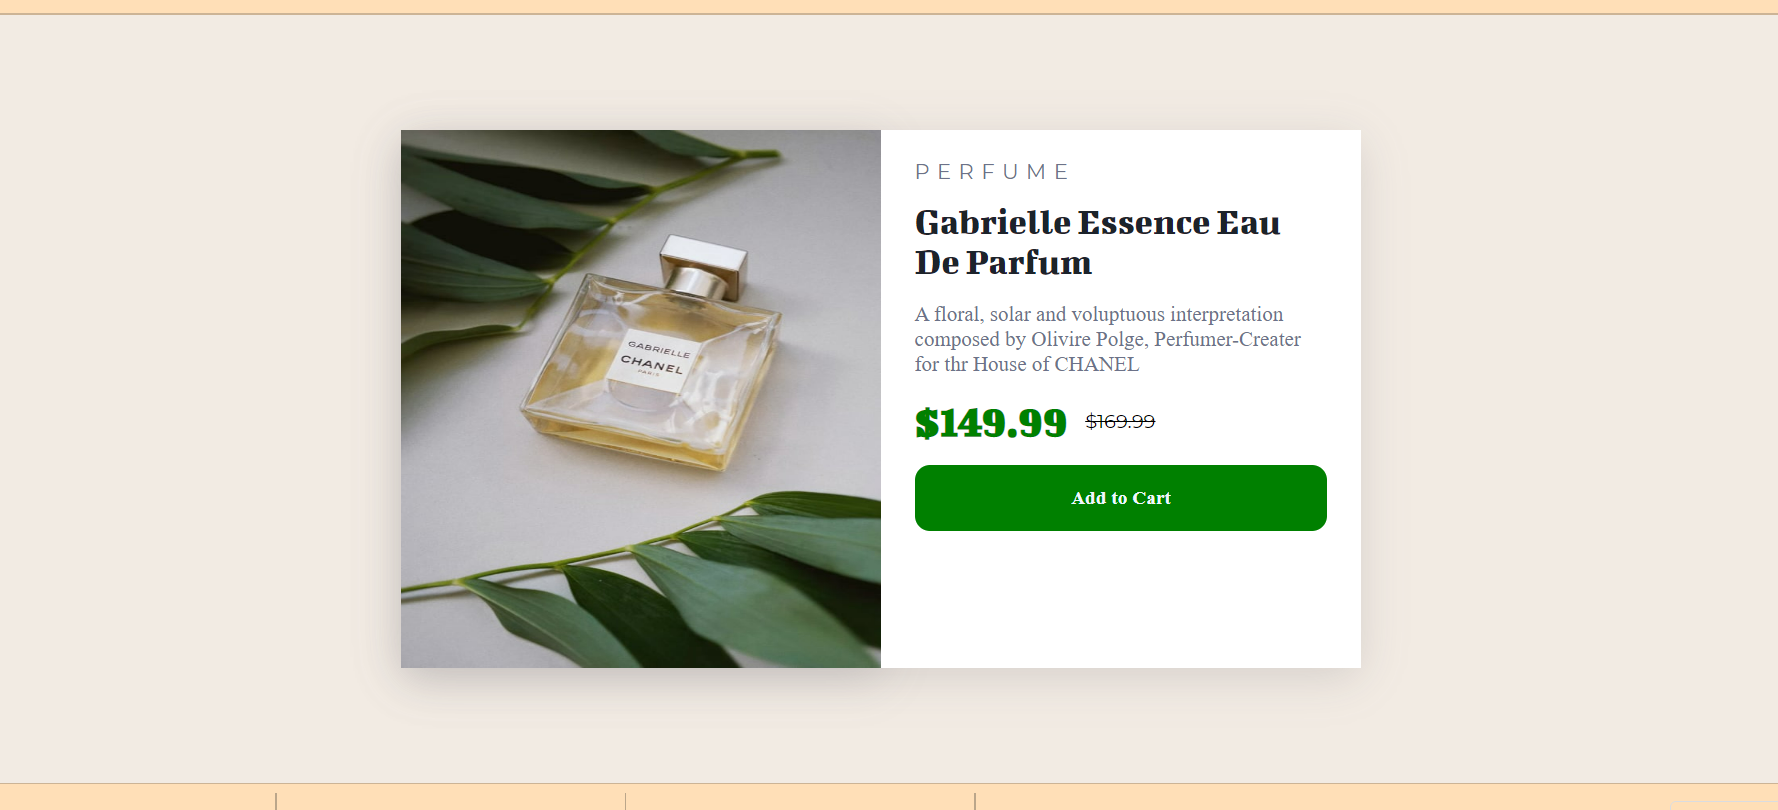 PERFUME
Gabrielle Essence Eau
De Parfum
A floral, solar and voluptuous interpretation
composed by Olivire Polge, Perfumer-Creater
for thr House of CHANEL
$149.99 $169.99
Add to Cart
GABRIELLE
CHANEL
PARIS